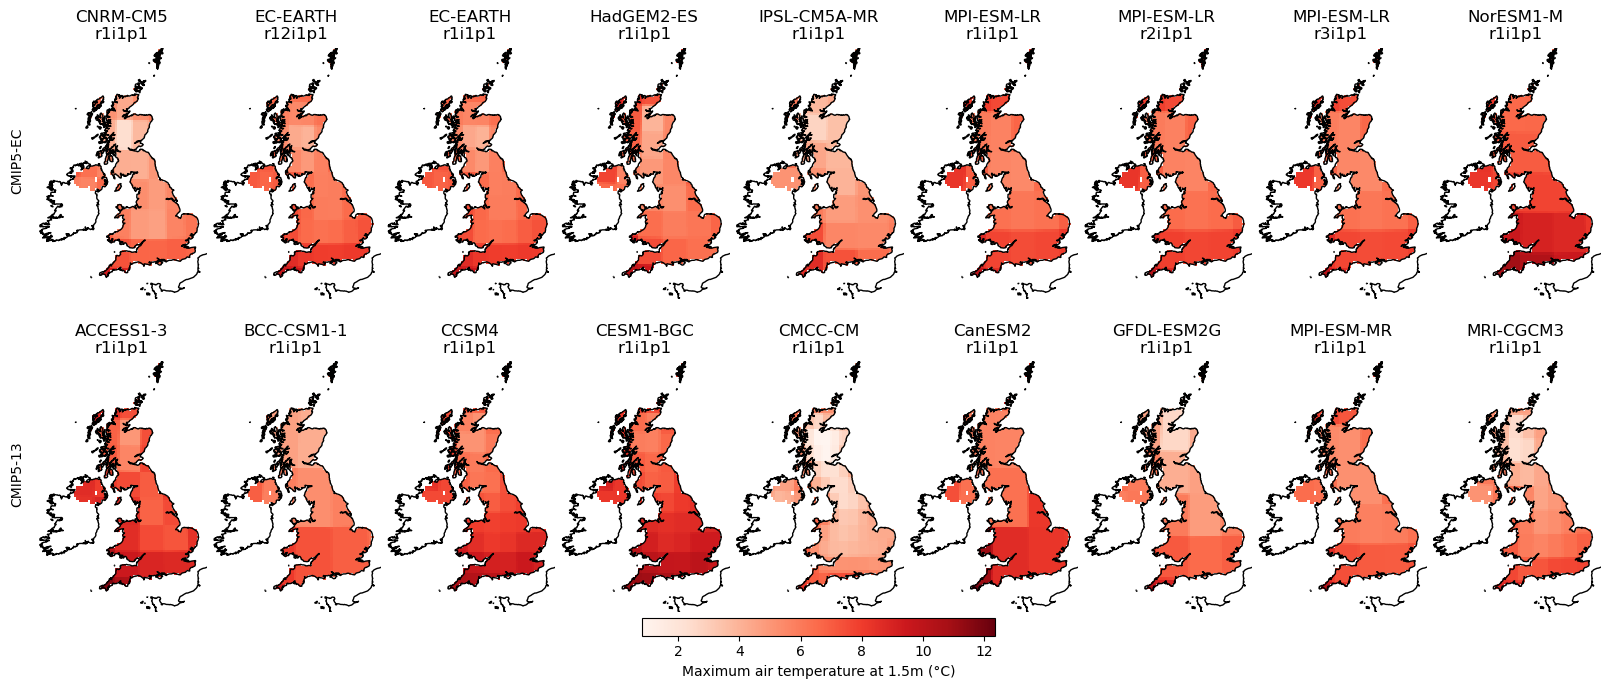 CNRM-CM5
r1i1p1
EC-EARTH
r12i1p1
EC-EARTH
r1i1p1
HadGEM2-ES
r1i1p1
IPSL-CM5A-MR
r1i1p1
MPI-ESM-LR
r1i1p1
MPI-ESM-LR
r2i1p1
MPI-ESM-LR
r3i1p1
NorESM1-M
r1i1p1
CMIP5-EC
ACCESS1-3
r1i1p1
BCC-CSM1-1
r1i1p1
CCSM4
r1i1p1
CESM1-BGC
r1i1p1
CMCC-CM
r1i1p1
CanESM2
r1i1p1
GFDL-ESM2G
r1i1p1
MPI-ESM-MR
r1i1p1
MRI-CGCM3
r1i1p1
CMIP5-13
2 4 6 8 10 12
Maximum air temperature at 1.5m (°C)